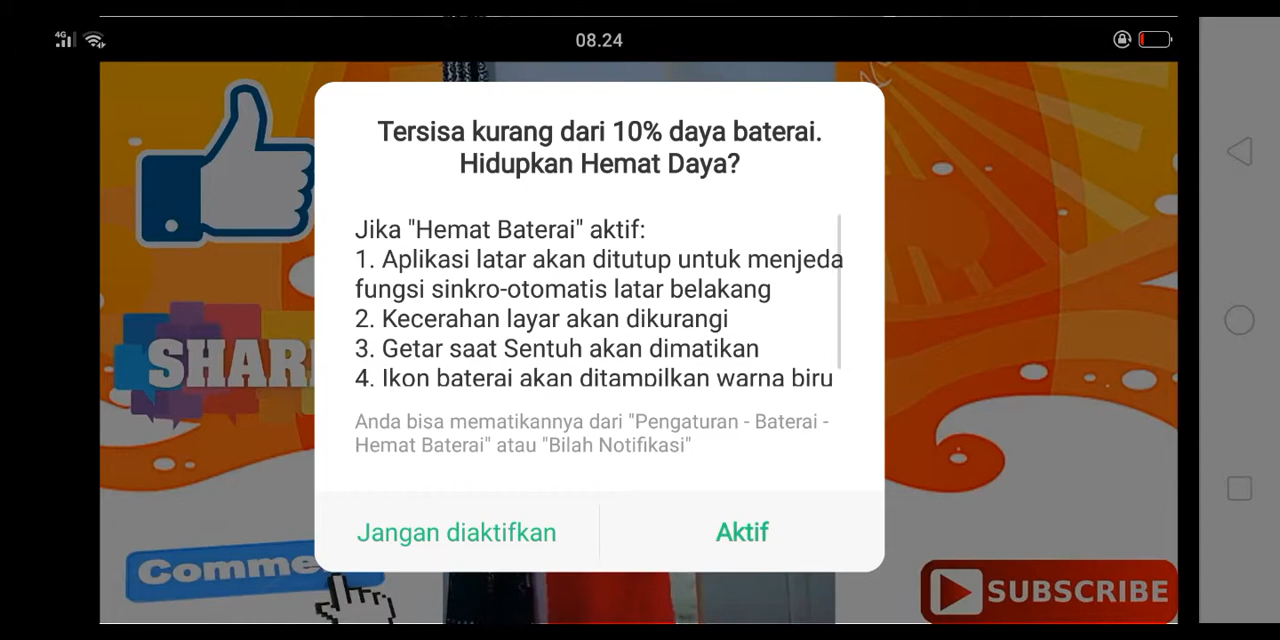 4G
08.24
Tersisa kurang dari 10% daya baterai.
Hidupkan Hemat Daya?
Jika "Hemat Baterai" aktif:
1. Aplikasi latar akan ditutup untuk menjeda
fungsi sinkro-otomatis latar belakang
2. Kecerahan layar akan dikurangi
3. Getar saat Sentuh akan dimatikan
4. Ikon baterai akan ditampilkan warna biru
Anda bisa mematikannya dari "Pengaturan - Baterai -
Hemat Baterai" atau "Bilah Notifikasi"
Jangan diaktifkan
Aktif
SHAR
Comme
SUBSCRIBE